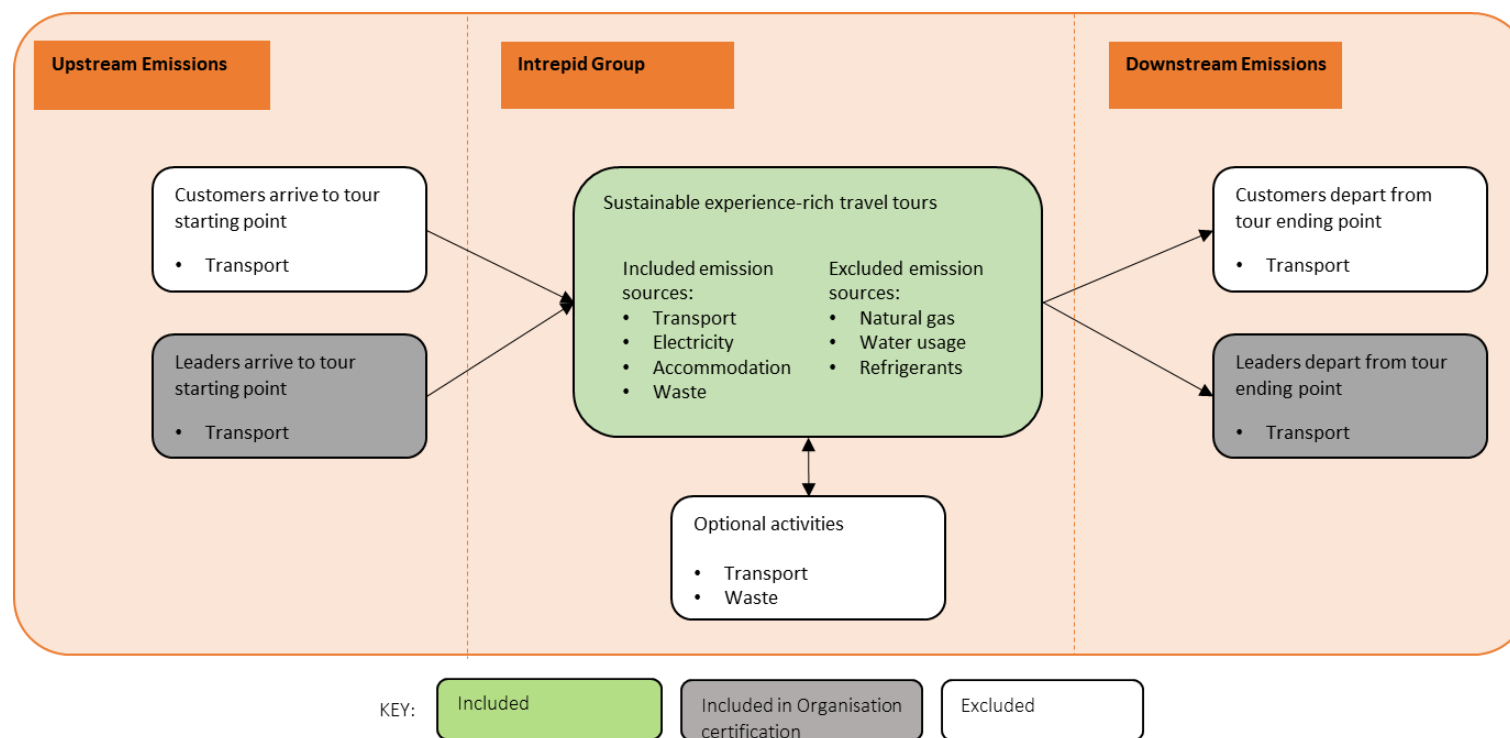 Upstream Emissions
Intrepid Group
Downstream Emissions
Customers arrive to tour
starting point
• Transport
Leaders arrive to tour
starting point
• Transport
Sustainable experience-rich travel tours
Included emission
sources:
• Transport
• Electricity
• Accommodation
• Waste
Excluded emission
sources:
• Natural gas
• Water usage
• Refrigerants
Optional activities
• Transport
• Waste
Customers depart from
tour ending point
• Transport
Leaders depart from tour
ending point
• Transport
KEY:
Included
Included in Organisation
certification
Excluded